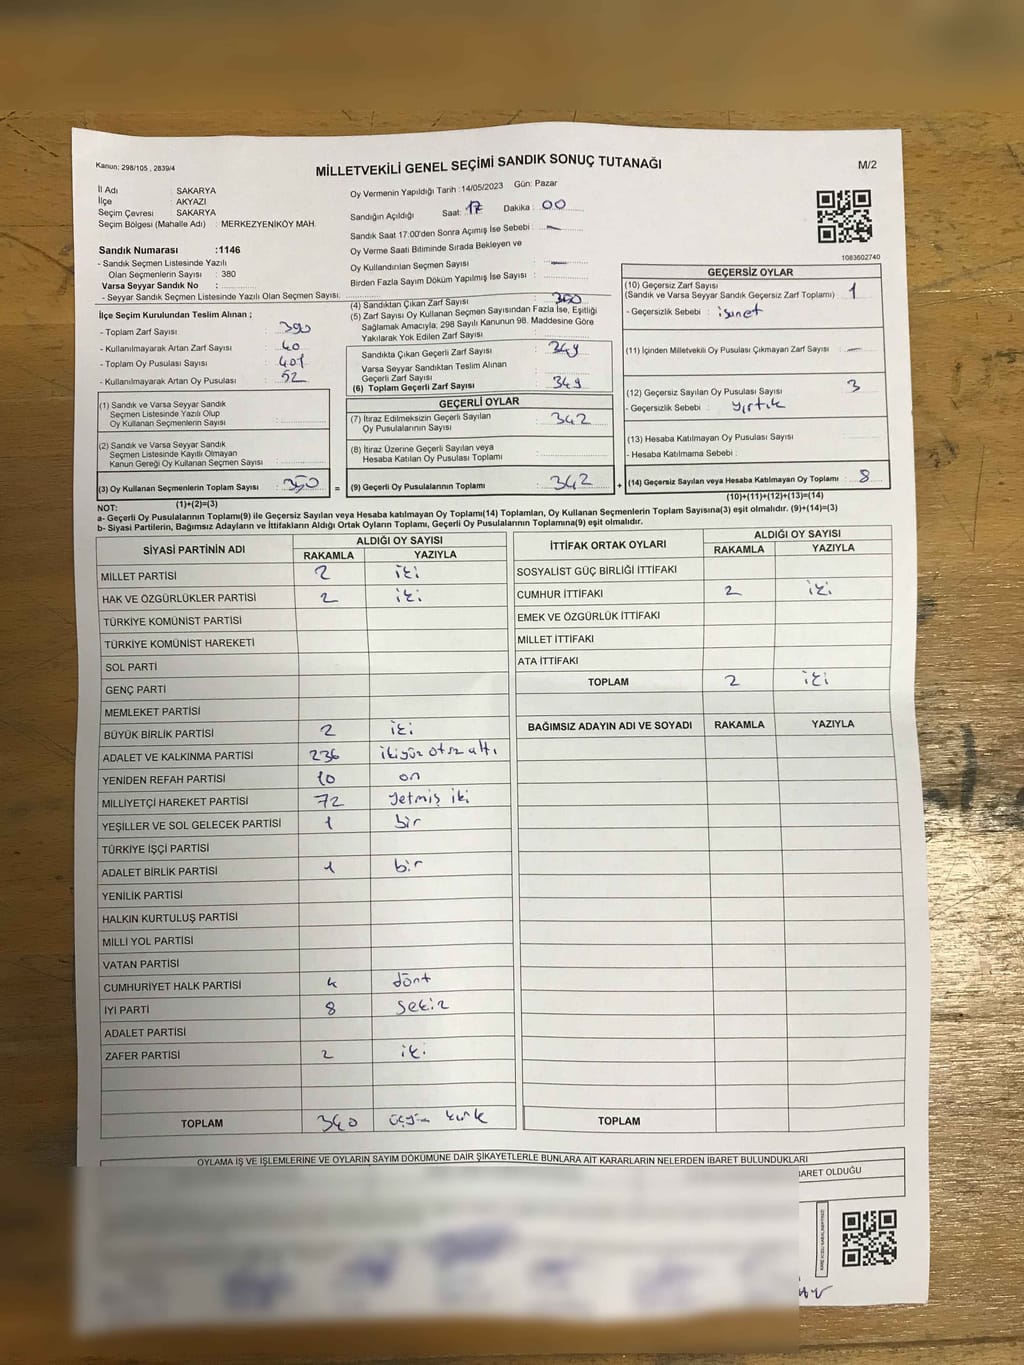 Kanun: 298/105 , 2839/4
MİLLETVEKİLİ GENEL SEÇİMİ SANDIK SONUÇ TUTANAĞI
M/2
İl Adı : SAKARYA
İlçe : AKYAZI
Seçim Çevresi : SAKARYA
Seçim Bölgesi (Mahalle Adı) : MERKEZYENİKÖY MAH.
Oy Vermenin Yapıldığı Tarih :14/05/2023 Gün: Pazar
Sandığın Açıldığı Saat: 17 Dakika : 00
Sandık Saat 17:00'den Sonra Açımış İse Sebebi : —
Oy Verme Saati Bitiminde Sırada Bekleyen ve
Oy Kullandırılan Seçmen Sayısı : —
Birden Fazla Sayım Döküm Yapılmış İse Sayısı :
Sandık Numarası :1146
- Sandık Seçmen Listesinde Yazılı
Olan Seçmenlerin Sayısı : 380
Varsa Seyyar Sandık No :
- Seyyar Sandık Seçmen Listesinde Yazılı Olan Seçmen Sayısı:
1083602740
İlçe Seçim Kurulundan Teslim Alınan ;
- Toplam Zarf Sayısı : 390
- Kullanılmayarak Artan Zarf Sayısı : 40
- Toplam Oy Pusulası Sayısı : 401
- Kullanılmayarak Artan Oy Pusulası : 52
(1) Sandık ve Varsa Seyyar Sandık
Seçmen Listesinde Yazılı Olup
Oy Kullanan Seçmenlerin Sayısı :
(2) Sandık ve Varsa Seyyar Sandık
Seçmen Listesinde Kayıtlı Olmayan
Kanun Gereği Oy Kullanan Seçmen Sayısı :
(3) Oy Kullanan Seçmenlerin Toplam Sayısı : 350 =
(4) Sandıktan Çıkan Zarf Sayısı : 350
(5) Zarf Sayısı Oy Kullanan Seçmen Sayısından Fazla İse, Eşitliği
Sağlamak Amacıyla; 298 Sayılı Kanunun 98. Maddesine Göre
Yakılarak Yok Edilen Zarf Sayısı :
Sandıkta Çıkan Geçerli Zarf Sayısı : 349
Varsa Seyyar Sandıktan Teslim Alınan
Geçerli Zarf Sayısı :
(6) Toplam Geçerli Zarf Sayısı : 349
GEÇERLİ OYLAR
(7) İtiraz Edilmeksizin Geçerli Sayılan
Oy Pusulalarının Sayısı : 342
(8) İtiraz Üzerine Geçerli Sayılan veya
Hesaba Katılan Oy Pusulası Toplamı :
(9) Geçerli Oy Pusulalarının Toplamı : 342 +
GEÇERSİZ OYLAR
(10) Geçersiz Zarf Sayısı
(Sandık ve Varsa Seyyar Sandık Geçersiz Zarf Toplamı) : 1
- Geçersizlik Sebebi : işaret
(11) İçinden Milletvekili Oy Pusulası Çıkmayan Zarf Sayısı : —
(12) Geçersiz Sayılan Oy Pusulası Sayısı : 3
- Geçersizlik Sebebi : yırtık
(13) Hesaba Katılmayan Oy Pusulası Sayısı :
- Hesaba Katılmama Sebebi :
(14) Geçersiz Sayılan veya Hesaba Katılmayan Oy Toplamı : 8
NOT: (1)+(2)=(3)
(10)+(11)+(12)+(13)=(14)
a- Geçerli Oy Pusulalarının Toplamı(9) ile Geçersiz Sayılan veya Hesaba Katılmayan Oy Toplamı(14) Toplamları, Oy Kullanan Seçmenlerin Toplam Sayısına(3) eşit olmalıdır. (9)+(14)=(3)
b- Siyasi Partilerin, Bağımsız Adayların ve İttifakların Aldığı Ortak Oyların Toplamı, Geçerli Oy Pusulalarının Toplamına(9) eşit olmalıdır.
SİYASİ PARTİNİN ADI ALDIĞI OY SAYISI
RAKAMLA YAZIYLA
MİLLET PARTİSİ 2 iki
HAK VE ÖZGÜRLÜKLER PARTİSİ 2 iki
TÜRKİYE KOMÜNİST PARTİSİ
TÜRKİYE KOMÜNİST HAREKETİ
SOL PARTİ
GENÇ PARTİ
MEMLEKET PARTİSİ
BÜYÜK BİRLİK PARTİSİ 2 iki
ADALET VE KALKINMA PARTİSİ 236 ikiyüz otuz altı
YENİDEN REFAH PARTİSİ 10 on
MİLLİYETÇİ HAREKET PARTİSİ 72 yetmiş iki
YEŞİLLER VE SOL GELECEK PARTİSİ 1 bir
TÜRKİYE İŞÇİ PARTİSİ
ADALET BİRLİK PARTİSİ 1 bir
YENİLİK PARTİSİ
HALKIN KURTULUŞ PARTİSİ
MİLLİ YOL PARTİSİ
VATAN PARTİSİ
CUMHURİYET HALK PARTİSİ 4 dört
İYİ PARTİ 8 sekiz
ADALET PARTİSİ
ZAFER PARTİSİ 2 iki
TOPLAM 340 üçyüz kırk
İTTİFAK ORTAK OYLARI ALDIĞI OY SAYISI
RAKAMLA YAZIYLA
SOSYALİST GÜÇ BİRLİĞİ İTTİFAKI
CUMHUR İTTİFAKI 2 iki
EMEK VE ÖZGÜRLÜK İTTİFAKI
MİLLET İTTİFAKI
ATA İTTİFAKI
TOPLAM 2 iki
BAĞIMSIZ ADAYIN ADI VE SOYADI RAKAMLA YAZIYLA
TOPLAM
OYLAMA İŞ VE İŞLEMLERİNE VE OYLARIN SAYIM DÖKÜMÜNE DAİR ŞİKAYETLERLE BUNLARA AİT KARARLARIN NELERDEN İBARET BULUNDUKLARI
BARET OLDUĞU